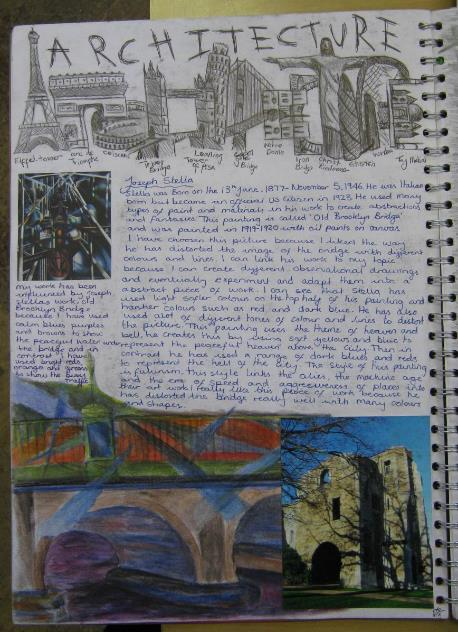 ARCHITECTURE
Eiffel tower
arc de Triomphe
Tower Bridge
Leaning Tower of Pisa
Notre Dame
Christ
Taj Mahal
Joseph Stella
Stella was Born on the 13th June, 1877- November 5, 1946. He was Italian
born but became an official US citizen in 1923. He used many
types of paint and materials in his work to create abstractions
and fantasies. This painting is called 'Old Brooklyn Bridge'
and was painted in 1917-1920 with oil paints on canvas.
I have choosen this picture because I liked the way
he has distorted the image of the bridge with different
colours and lines. I can link his work to my topic
because I can create different observational drawings
and eventually experiment and adapt them into a
abstract piece of work. I can see that Stella has
used light softer colours on the top half of his painting and
harsher colours such as red and dark blue. He has also
used alot of different tones of colour and lines to distort
the picture. This painting uses the theme of heaven and
hell, he creates this by using soft yellows and blue to
represent the peaceful heaven above the city. Then in
contrast he has used a range of dark blues and reds
to represent the hell of the city. The style of his painting
is futurism, this style links the cities, the machine age
and the era of speed and aggressiveness of places into
their art work. I really like this piece of work because he
has distorted the bridge really well with many colours
and shapes.
My work has been
influenced by Joseph
Stellas work, old
Brooklyn Bridge
because I have used
calm blue, purples
and browns to show
the peaceful water under
the bridge and in
contrast I have
used bright reds,
orange and greens
to show the busy
traffic